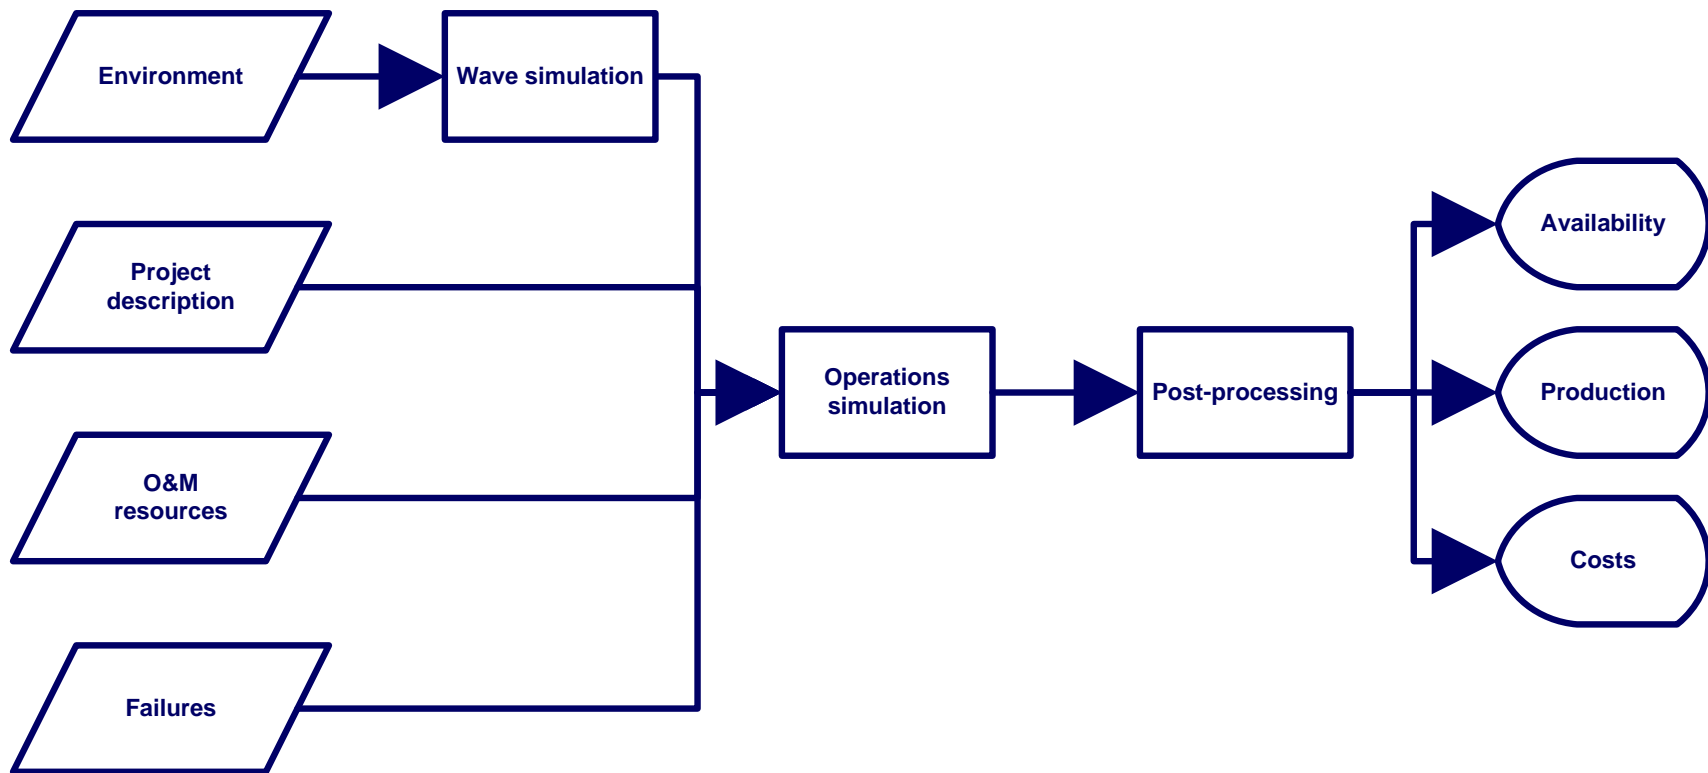 Environment
Wave simulation
Project
description
O&M
resources
Failures
Operations
simulation
Post-processing
Availability
Production
Costs